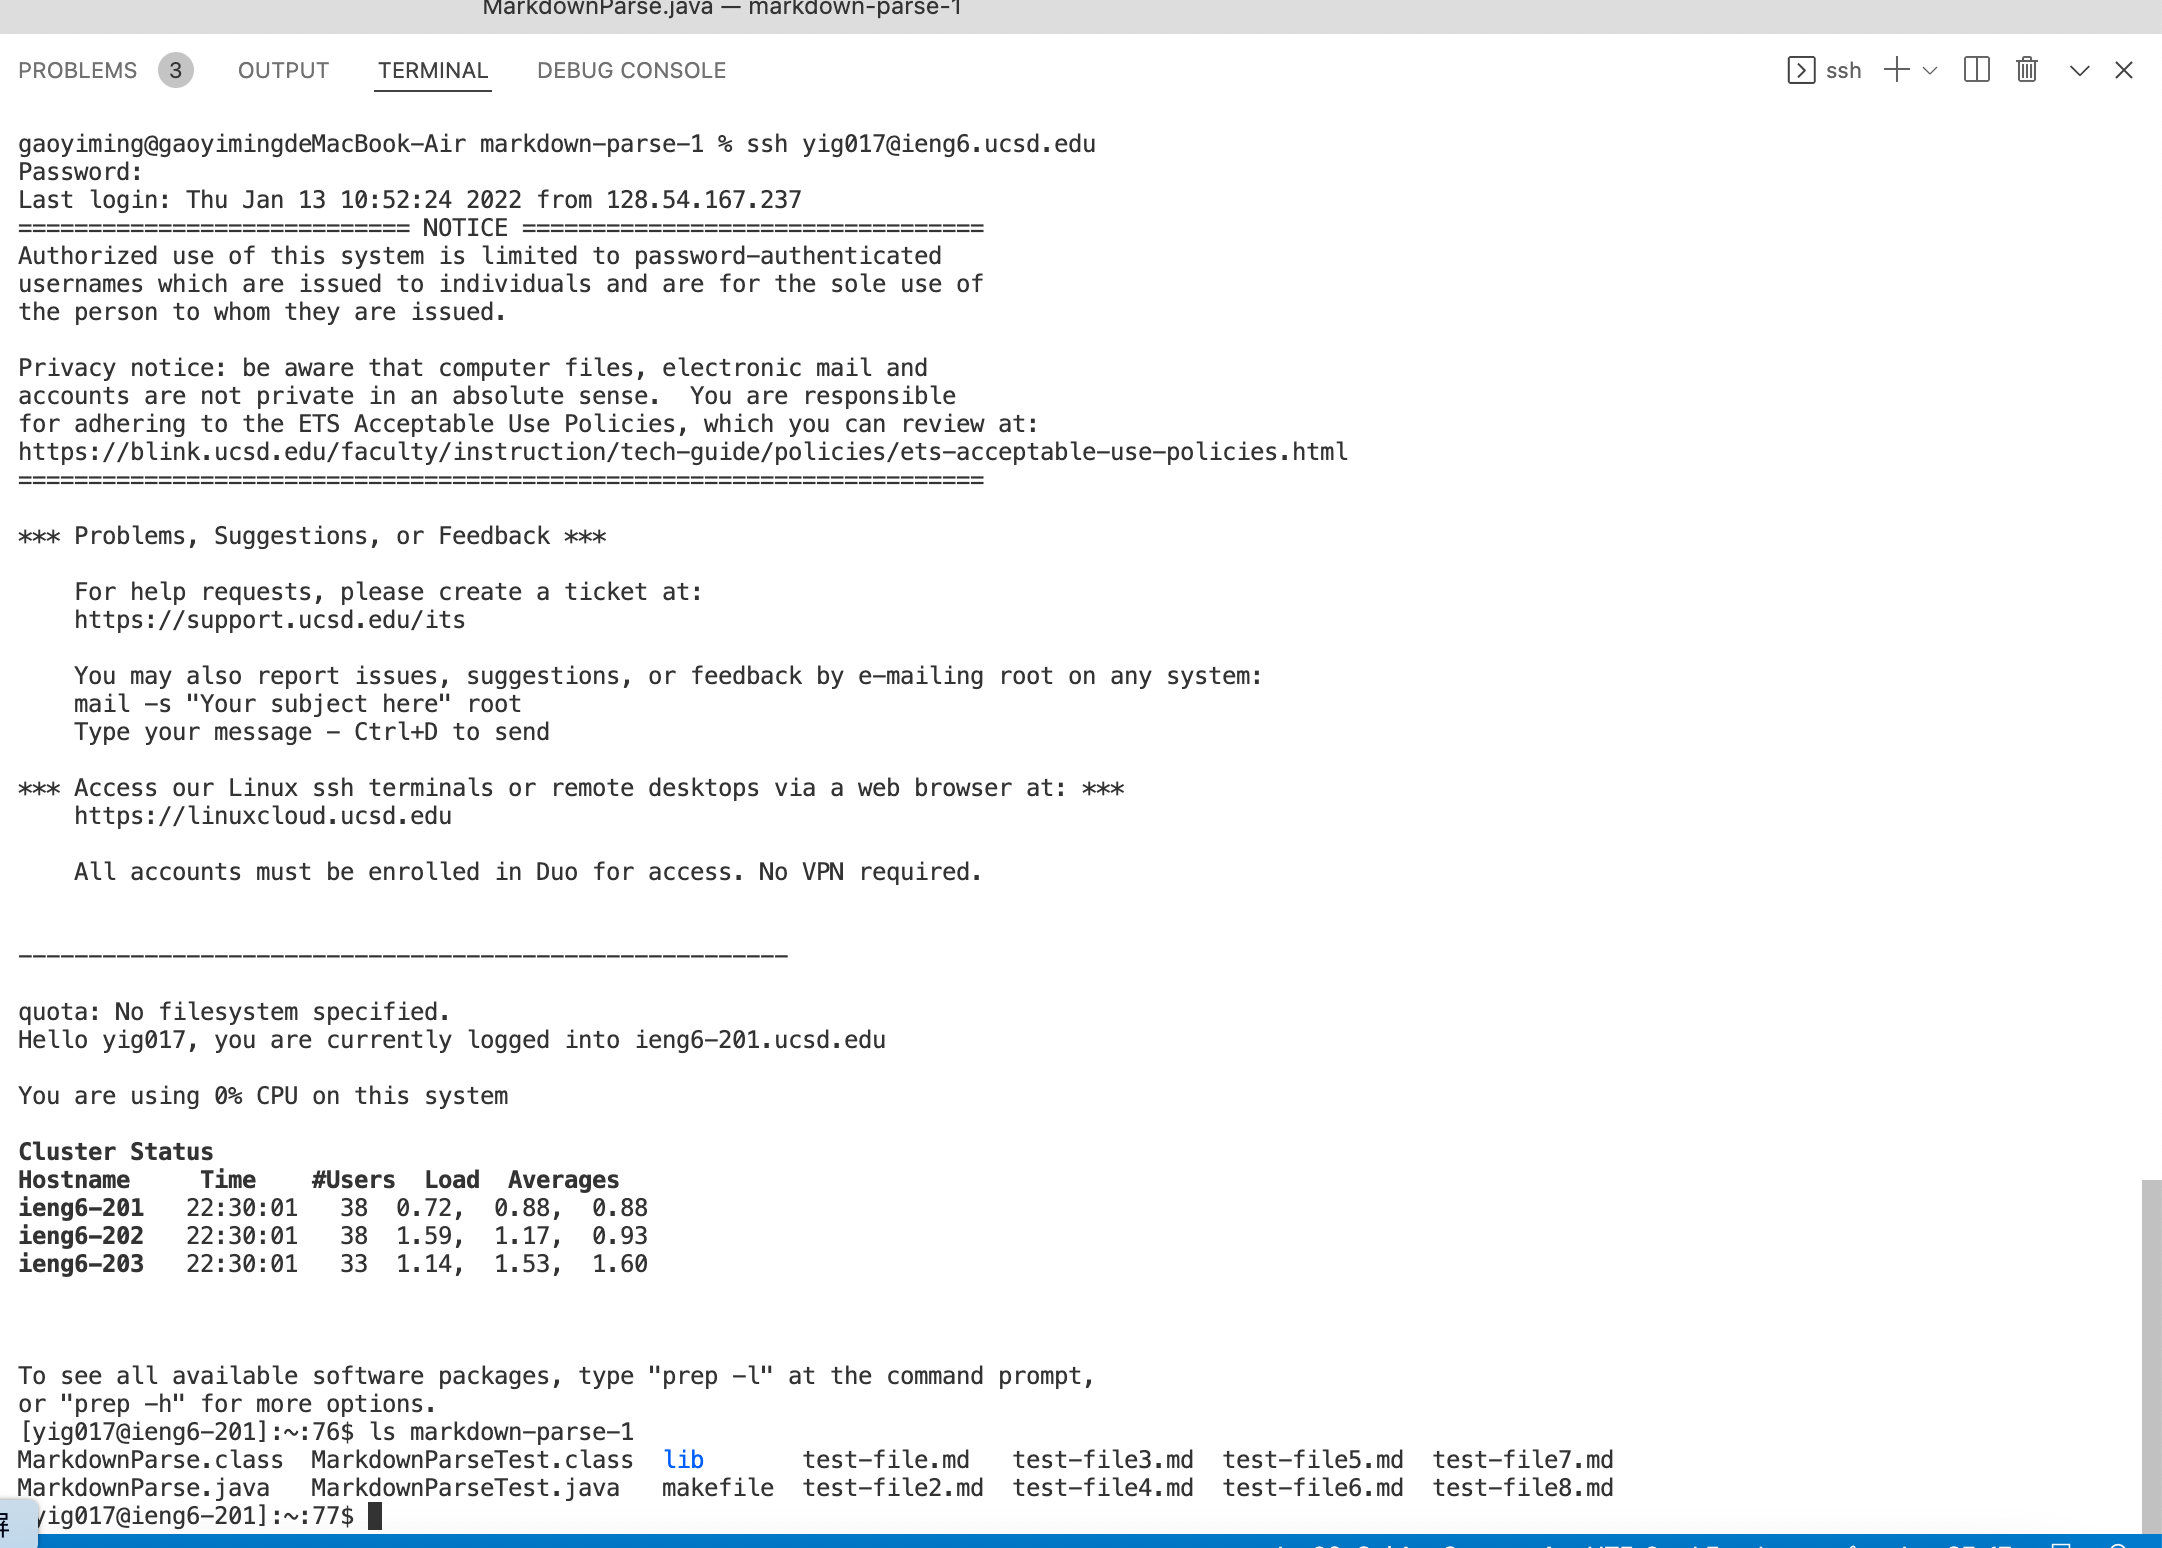 MarkdownParse.java — markdown-parse-1
PROBLEMS 3 OUTPUT TERMINAL DEBUG CONSOLE ssh
gaoyiming@gaoyimingdeMacBook-Air markdown-parse-1 % ssh yig017@ieng6.ucsd.edu
Password:
Last login: Thu Jan 13 10:52:24 2022 from 128.54.167.237
============================ NOTICE =================================
Authorized use of this system is limited to password-authenticated
usernames which are issued to individuals and are for the sole use of
the person to whom they are issued.
Privacy notice: be aware that computer files, electronic mail and
accounts are not private in an absolute sense.  You are responsible
for adhering to the ETS Acceptable Use Policies, which you can review at:
https://blink.ucsd.edu/faculty/instruction/tech-guide/policies/ets-acceptable-use-policies.html
=====================================================================
*** Problems, Suggestions, or Feedback ***
For help requests, please create a ticket at:
https://support.ucsd.edu/its
You may also report issues, suggestions, or feedback by e-mailing root on any system:
mail -s "Your subject here" root
Type your message - Ctrl+D to send
*** Access our Linux ssh terminals or remote desktops via a web browser at: ***
https://linuxcloud.ucsd.edu
All accounts must be enrolled in Duo for access. No VPN required.
-------------------------------------------------------
quota: No filesystem specified.
Hello yig017, you are currently logged into ieng6-201.ucsd.edu
You are using 0% CPU on this system
Cluster Status
Hostname     Time    #Users  Load  Averages
ieng6-201   22:30:01   38  0.72,  0.88,  0.88
ieng6-202   22:30:01   38  1.59,  1.17,  0.93
ieng6-203   22:30:01   33  1.14,  1.53,  1.60
To see all available software packages, type "prep -l" at the command prompt,
or "prep -h" for more options.
[yig017@ieng6-201]:~:76$ ls markdown-parse-1
MarkdownParse.class  MarkdownParseTest.class  lib       test-file.md   test-file3.md  test-file5.md  test-file7.md
MarkdownParse.java   MarkdownParseTest.java   makefile  test-file2.md  test-file4.md  test-file6.md  test-file8.md
yig017@ieng6-201]:~:77$